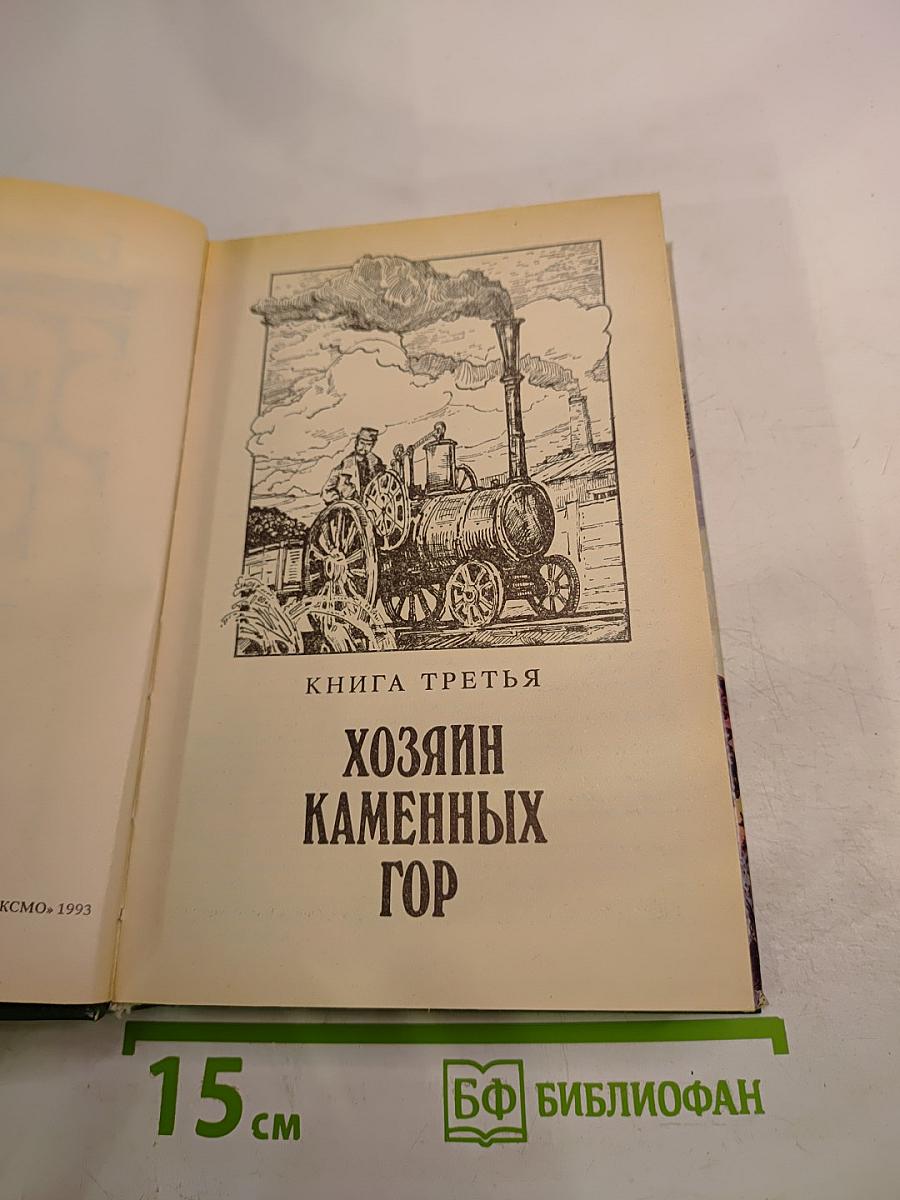 КНИГА ТРЕТЬЯ
ХОЗЯИН
КАМЕННЫХ
ГОР
КСМО» 1993
15 см
БФ БИБЛИОФАН